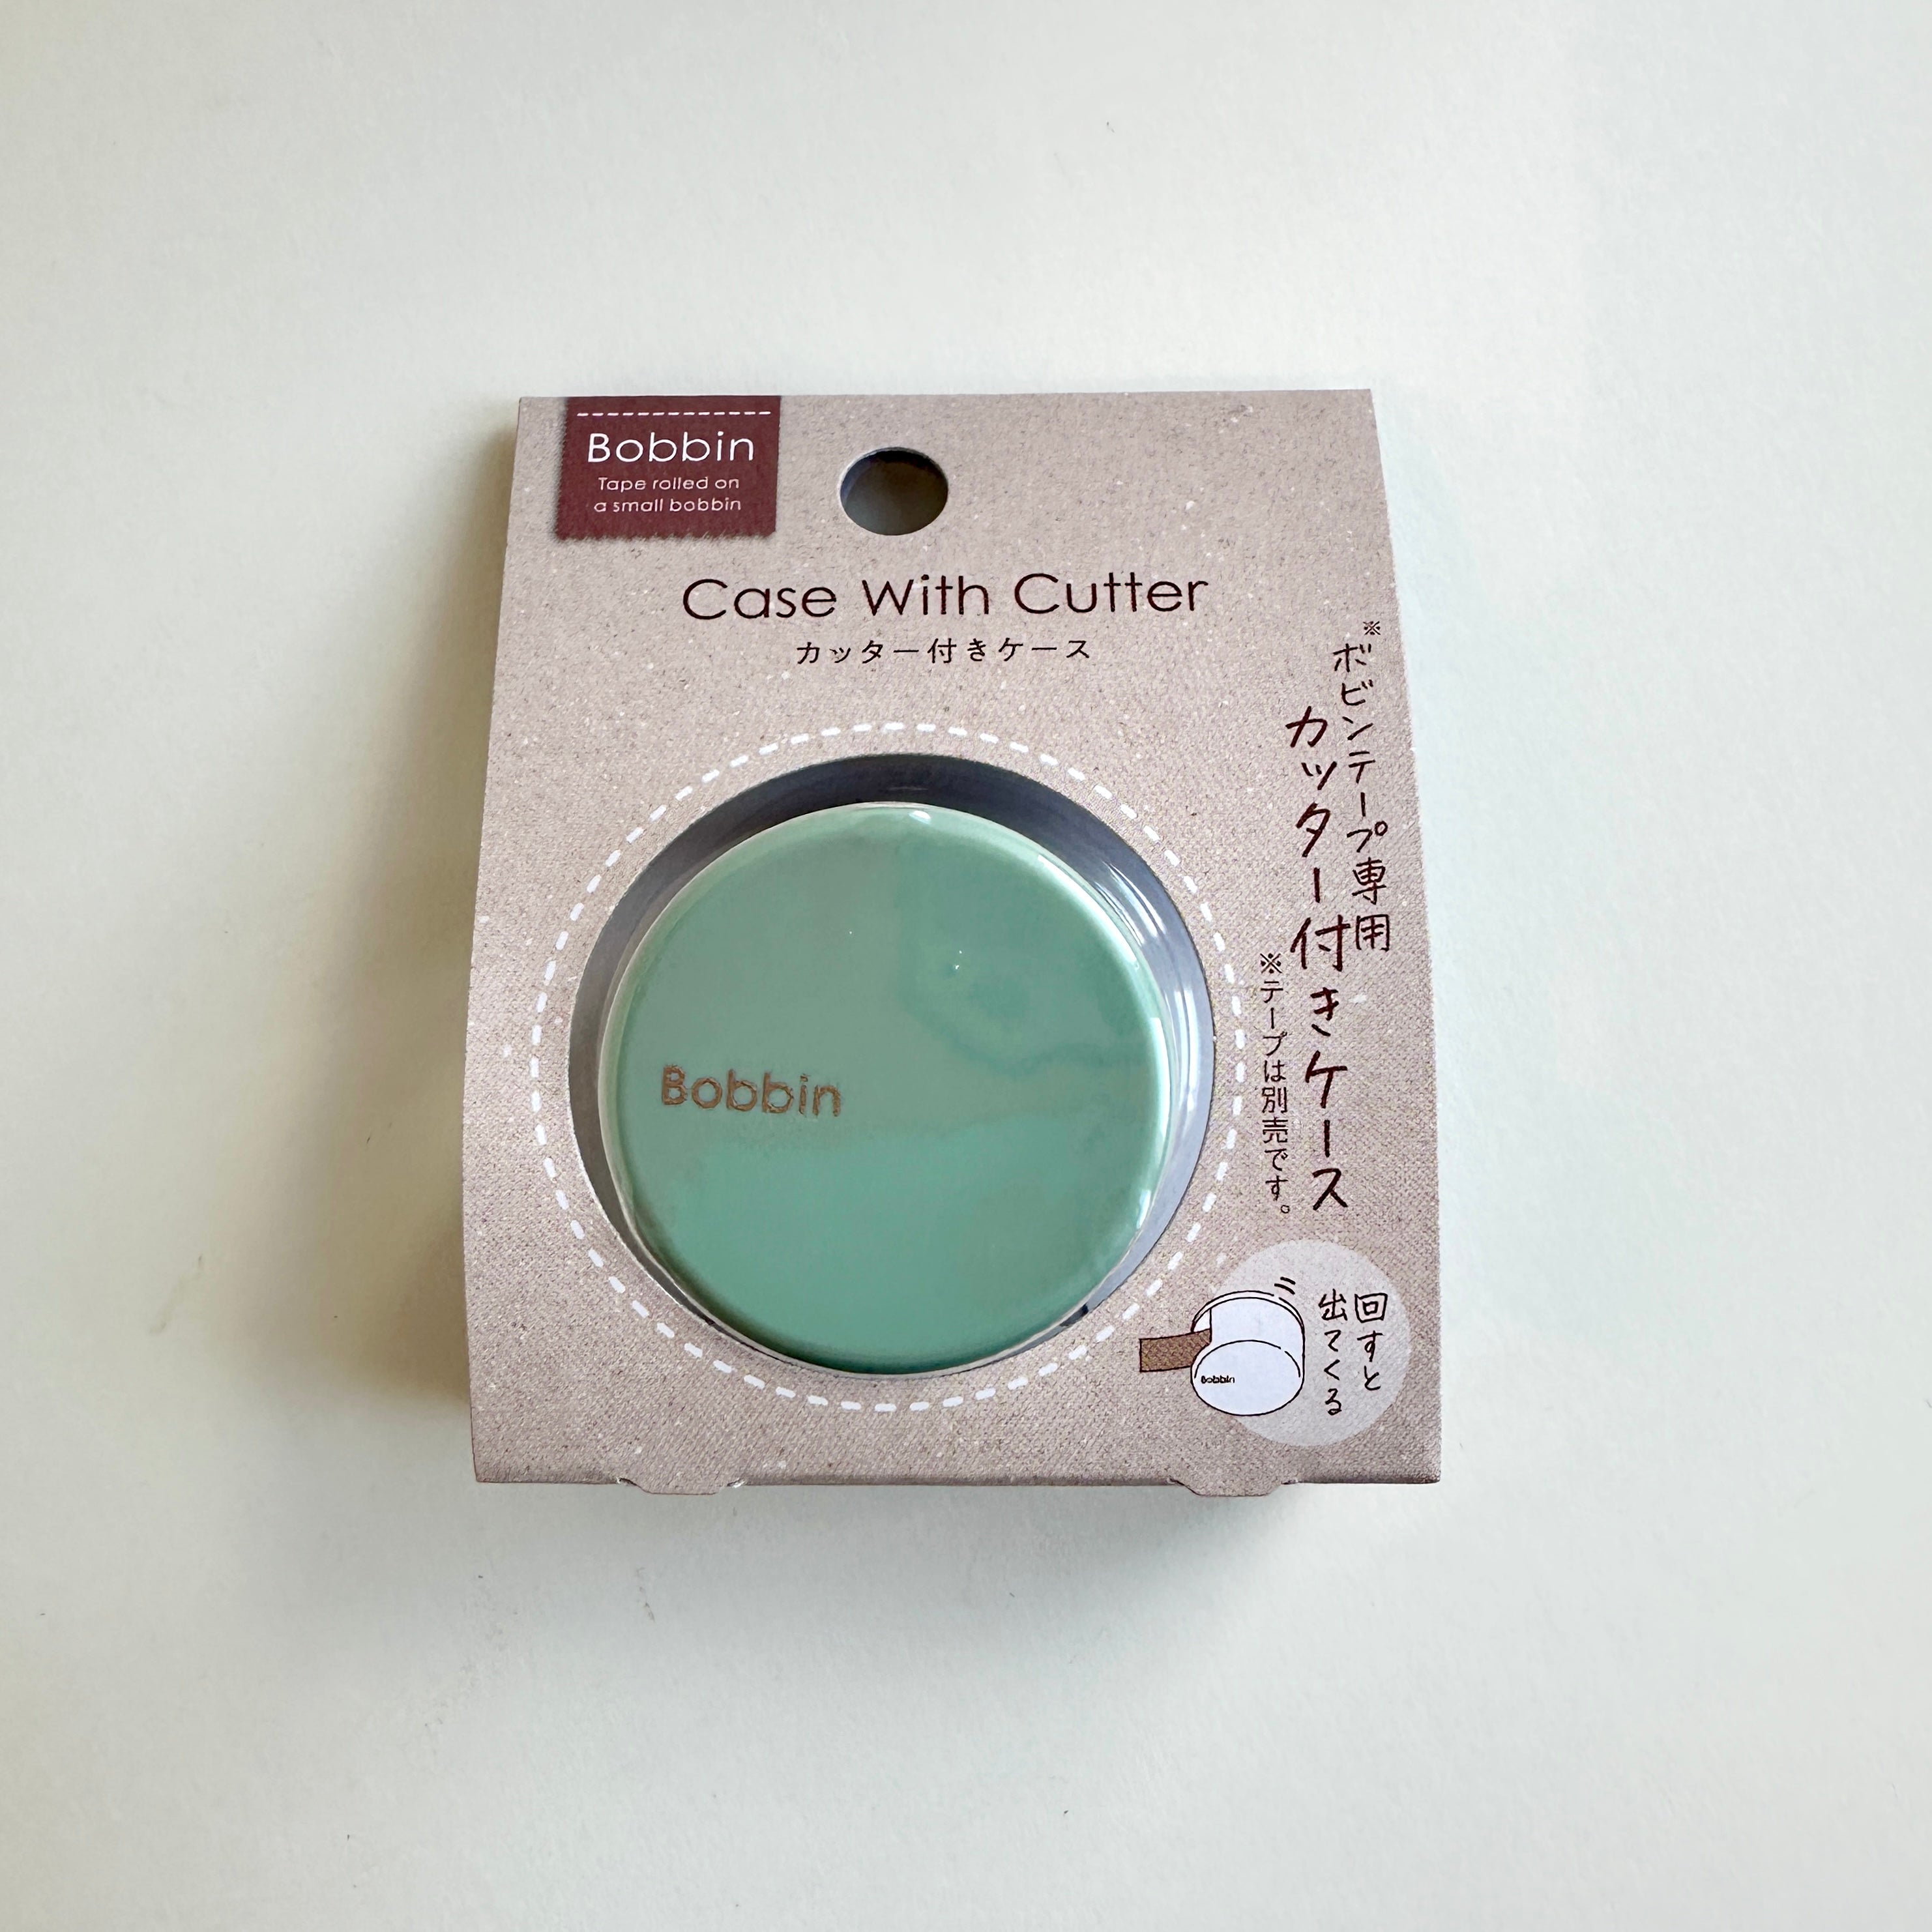 Bobbin
Tape rolled on
a small bobbin
Case With Cutter
カッター付きケース
※ボビンテープ専用
カッター付きケース
※テープは別売です。
Bobbin
回すと
出てくる
Bobbin